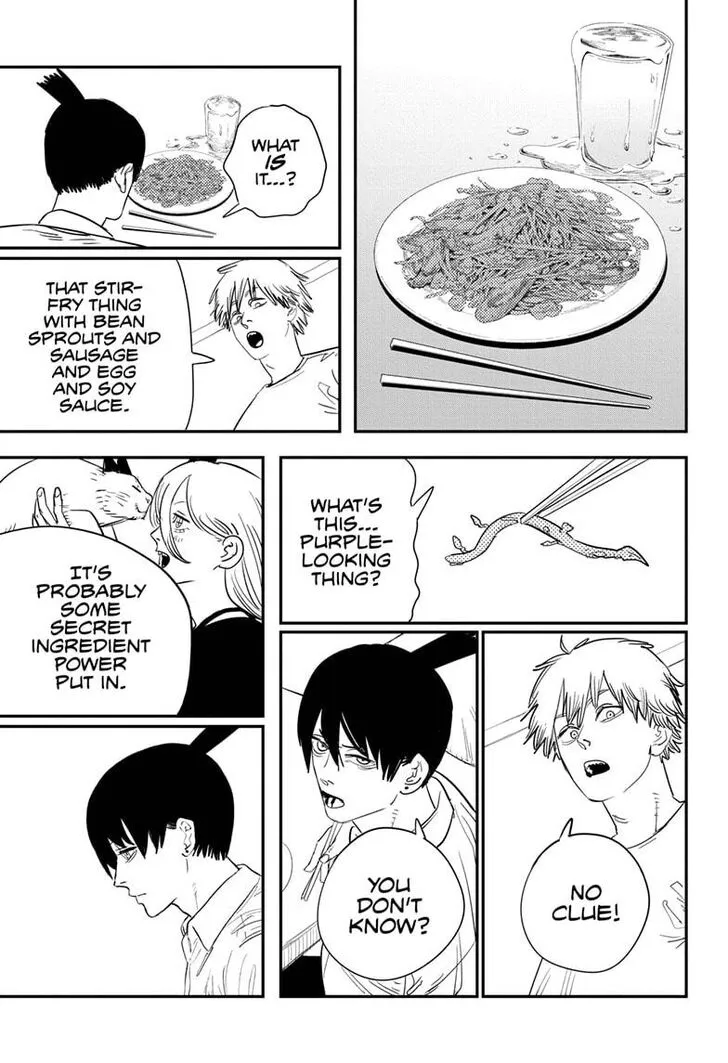 WHAT
IS
IT...?
THAT STIR-
FRY THING
WITH BEAN
SPROUTS AND
SAUSAGE
AND EGG
AND SOY
SAUCE.
WHAT'S
THIS...
PURPLE-
LOOKING
THING?
NO
CLUE!
YOU
DON'T
KNOW?
IT'S
PROBABLY
SOME
SECRET
INGREDIENT
POWER
PUT IN.